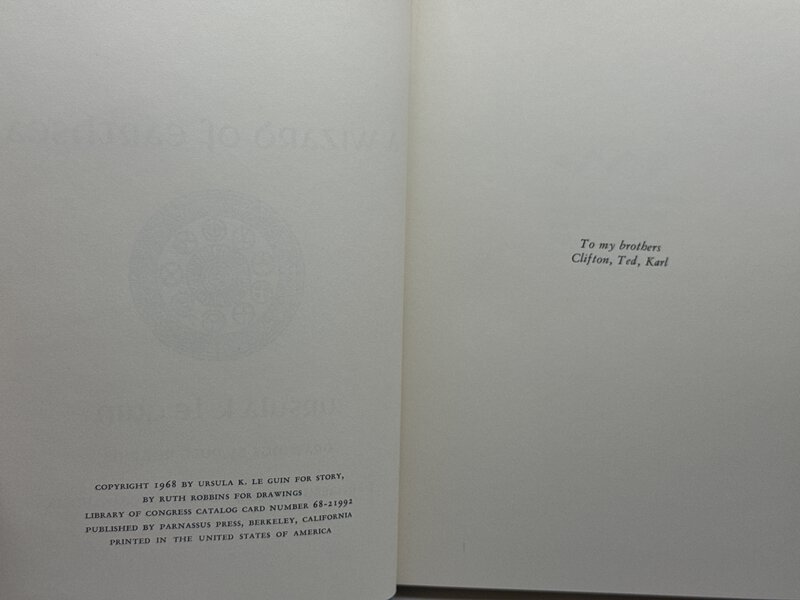 COPYRIGHT 1968 BY URSULA K. LE GUIN FOR STORY,
BY RUTH ROBBINS FOR DRAWINGS
LIBRARY OF CONGRESS CATALOG CARD NUMBER 68-21992
PUBLISHED BY PARNASSUS PRESS, BERKELEY, CALIFORNIA
PRINTED IN THE UNITED STATES OF AMERICA
To my brothers
Clifton, Ted, Karl